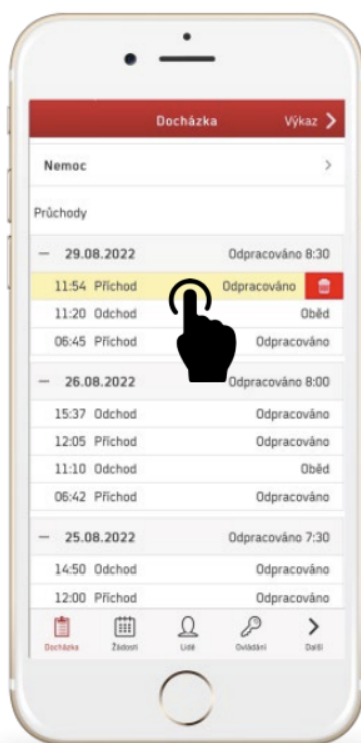 Docházka Výkaz
Nemoc
Průchody
29.08.2022 Odpracováno 8:30
11:54 Příchod Odpracováno
11:20 Odchod Oběd
06:45 Příchod Odpracováno
26.08.2022 Odpracováno 8:00
15:37 Odchod Odpracováno
12:05 Příchod Odpracováno
11:10 Odchod Oběd
06:42 Příchod Odpracováno
25.08.2022 Odpracováno 7:30
14:50 Odchod Odpracováno
12:00 Příchod Odpracováno
Docházka Žádosti Lidé Ovládání Další